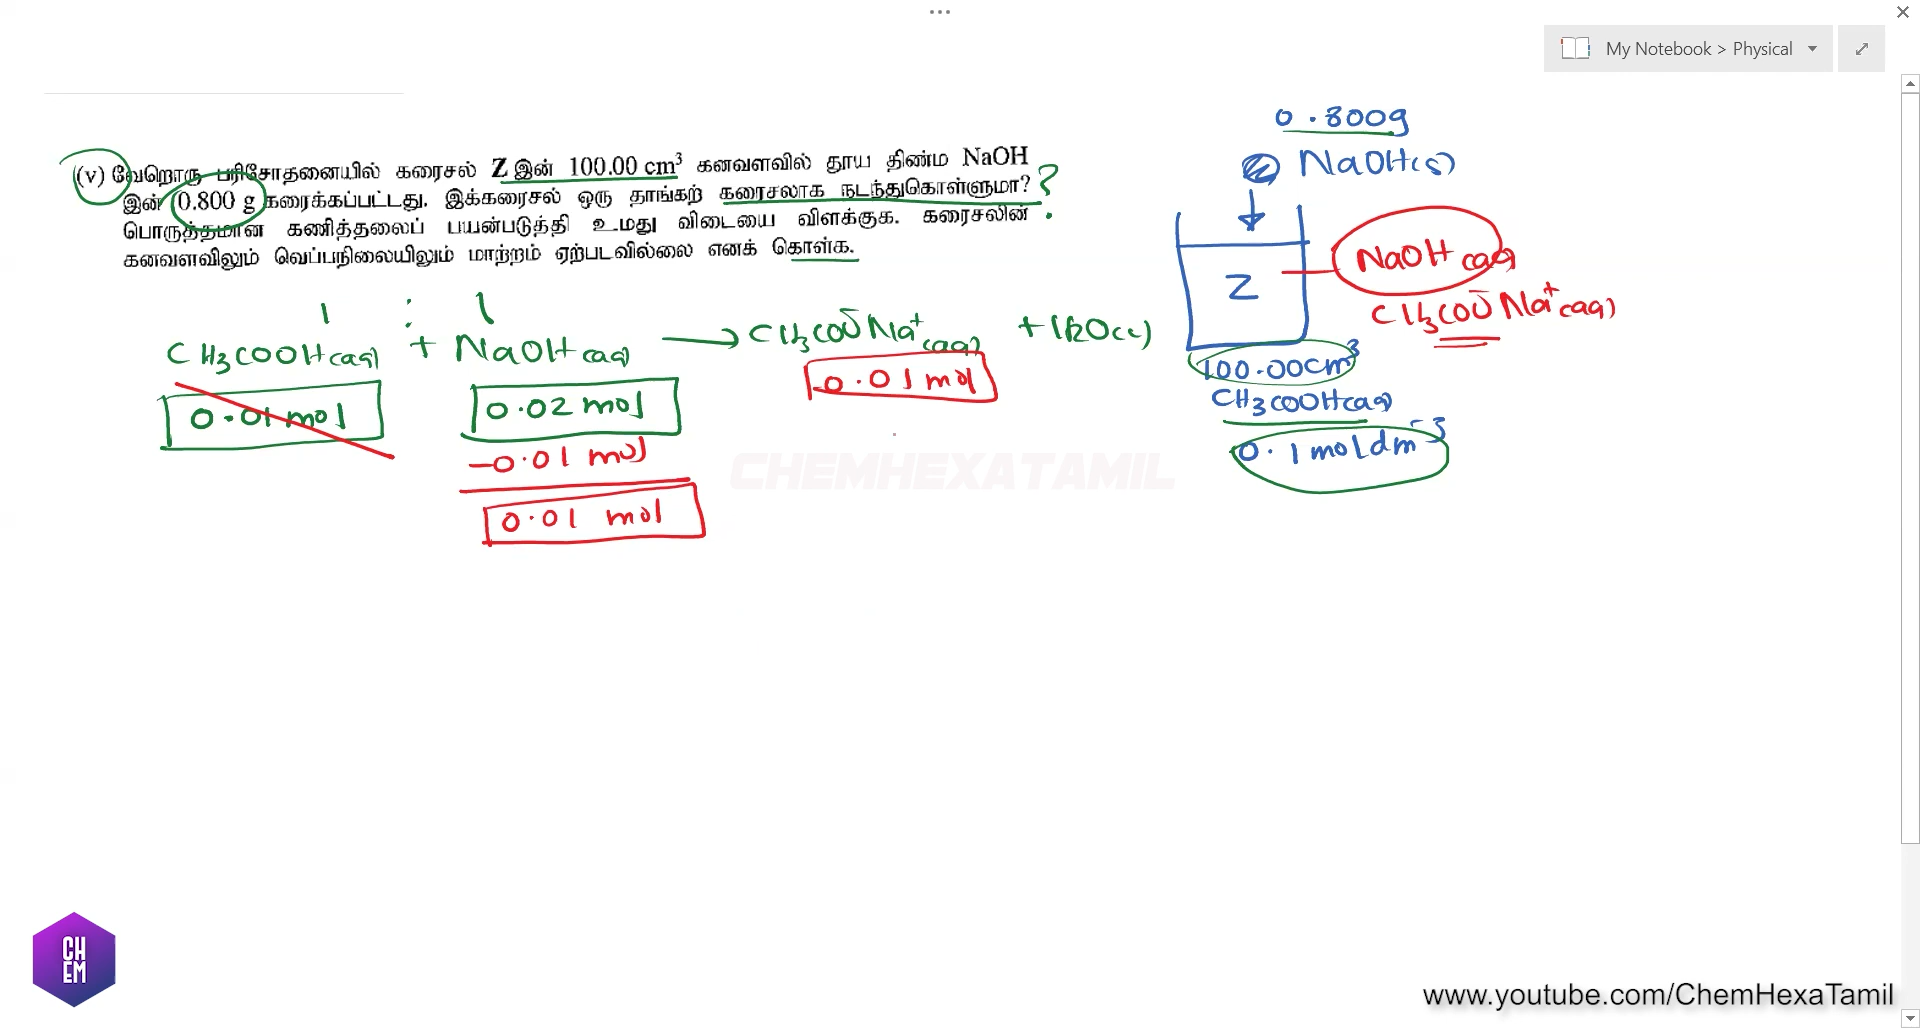 My Notebook > Physical
(v) வேறொரு பரிசோதனையில் கரைசல் Z இன் 100.00 cm³ கனவளவில் தூய திண்ம NaOH
இன் 0.800 g கரைக்கப்பட்டது. இக்கரைசல் ஒரு தாங்கற் கரைசலாக நடந்துகொள்ளுமா? ?
பொருத்தமான கணித்தலைப் பயன்படுத்தி உமது விடையை விளக்குக. கரைசலின்
கனவளவிலும் வெப்பநிலையிலும் மாற்றம் ஏற்படவில்லை எனக் கொள்க.
1 : 1
CH3COOH(aq) + NaOH(aq) → CH3COO⁻Na⁺(aq) + H2O(l)
0.01 mol 0.02 mol 0.01 mol
-0.01 mol
0.01 mol
0.800g
NaOH(s)
Z
NaOH(aq)
CH3COO⁻Na⁺(aq)
100.00cm³
CH3COOH(aq)
0.1 moldm⁻³
CHEMHEXATAMIL
CH
EM
www.youtube.com/ChemHexaTamil